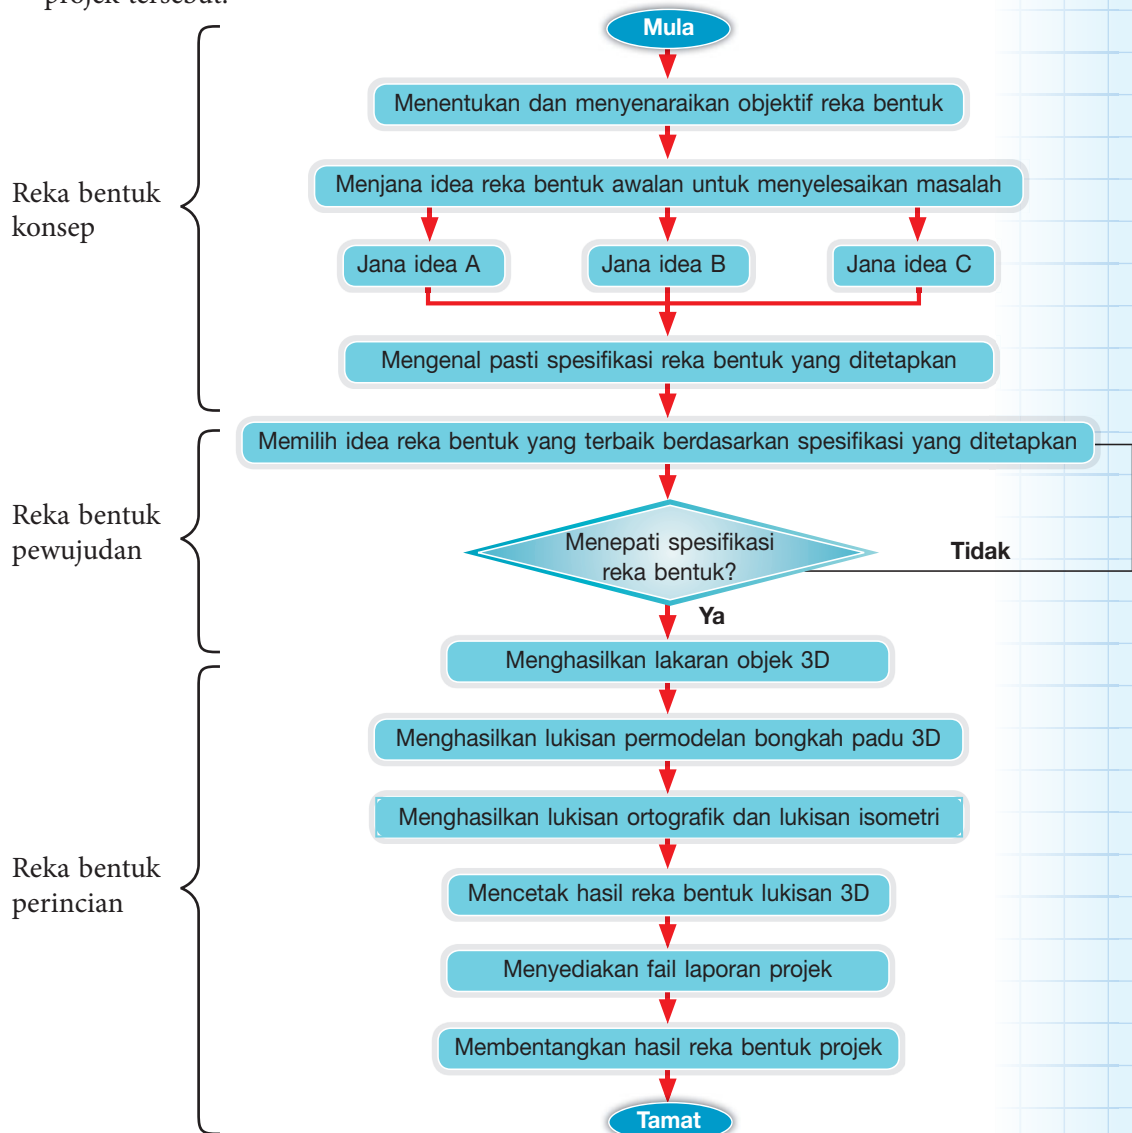 projek tersebut.
Mula
Menentukan dan menyenaraikan objektif reka bentuk
Menjana idea reka bentuk awalan untuk menyelesaikan masalah
Reka bentuk
konsep
Jana idea A
Jana idea B
Jana idea C
Mengenal pasti spesifikasi reka bentuk yang ditetapkan
Memilih idea reka bentuk yang terbaik berdasarkan spesifikasi yang ditetapkan
Reka bentuk
pewujudan
Menepati spesifikasi
reka bentuk?
Tidak
Ya
Menghasilkan lakaran objek 3D
Menghasilkan lukisan permodelan bongkah padu 3D
Menghasilkan lukisan ortografik dan lukisan isometri
Reka bentuk
perincian
Mencetak hasil reka bentuk lukisan 3D
Menyediakan fail laporan projek
Membentangkan hasil reka bentuk projek
Tamat